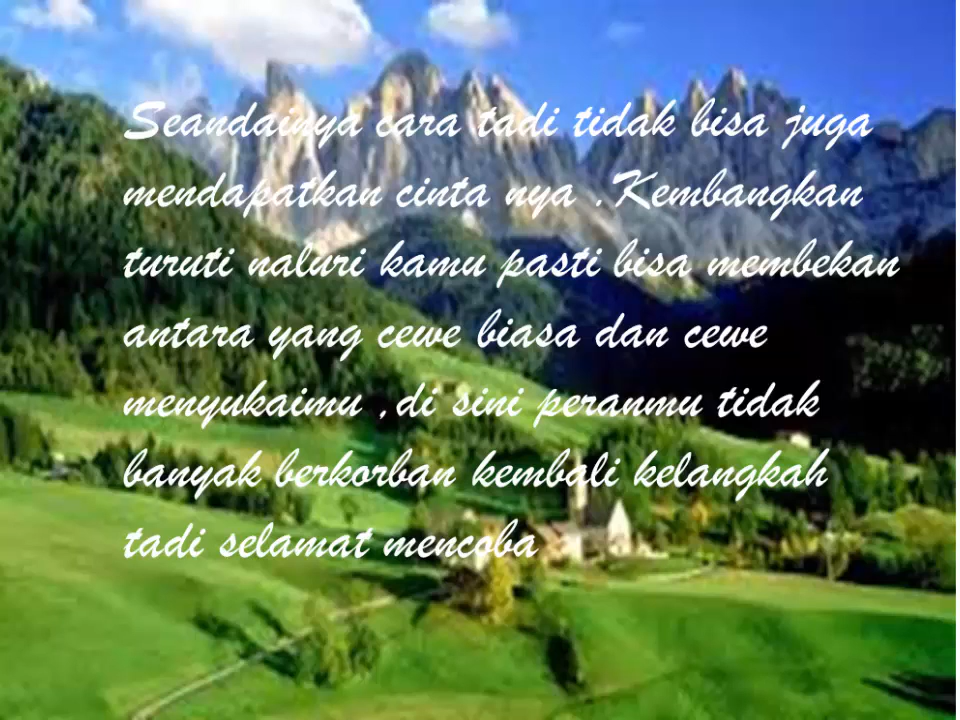 Seandainya cara tadi tidak bisa juga
mendapatkan cinta nya .Kembangkan
turuti naluri kamu pasti bisa membekan
antara yang cewe biasa dan cewe
menyukaimu ,di sini peranmu tidak
banyak berkorban kembali kelangkah
tadi selamat mencoba